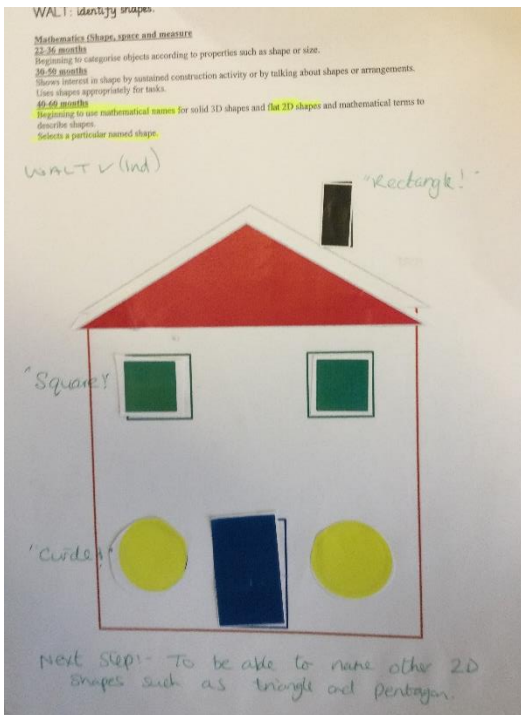 WALT: identify shapes.
Mathematics (Shape, space and measure
22-36 months
Beginning to categorise objects according to properties such as shape or size.
30-50 months
Shows interest in shape by sustained construction activity or by talking about shapes or arrangements.
Uses shapes appropriately for tasks.
40-60 months
Beginning to use mathematical names for solid 3D shapes and flat 2D shapes and mathematical terms to
describe shapes.
Selects a particular named shape.
WALT ✓ (Ind)
"Rectangle!"
"Square!"
"Circle!"
Next step:- To be able to name other 2D
shapes such as triangle and pentagon.